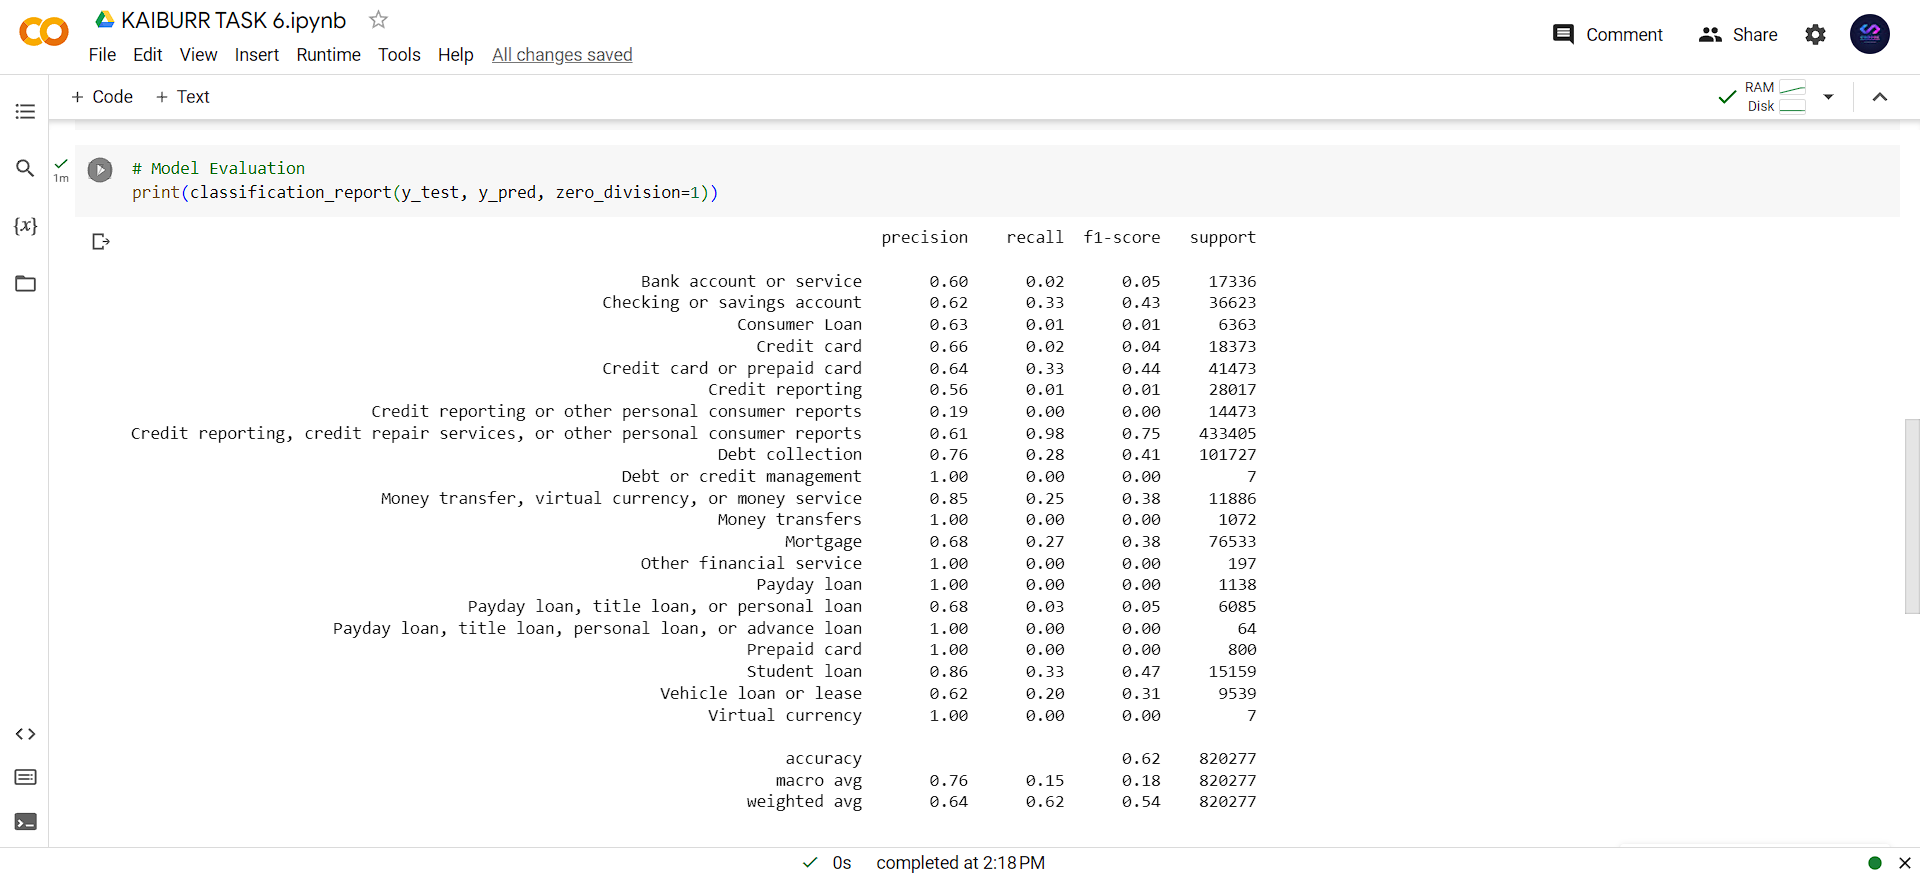 KAIBURR TASK 6.ipynb
File Edit View Insert Runtime Tools Help All changes saved
Comment Share
+ Code + Text
RAM
Disk
1m
# Model Evaluation
print(classification_report(y_test, y_pred, zero_division=1))
{x}
precision recall f1-score support
Bank account or service 0.60 0.02 0.05 17336
Checking or savings account 0.62 0.33 0.43 36623
Consumer Loan 0.63 0.01 0.01 6363
Credit card 0.66 0.02 0.04 18373
Credit card or prepaid card 0.64 0.33 0.44 41473
Credit reporting 0.56 0.01 0.01 28017
Credit reporting or other personal consumer reports 0.19 0.00 0.00 14473
Credit reporting, credit repair services, or other personal consumer reports 0.61 0.98 0.75 433405
Debt collection 0.76 0.28 0.41 101727
Debt or credit management 1.00 0.00 0.00 7
Money transfer, virtual currency, or money service 0.85 0.25 0.38 11886
Money transfers 1.00 0.00 0.00 1072
Mortgage 0.68 0.27 0.38 76533
Other financial service 1.00 0.00 0.00 197
Payday loan 1.00 0.00 0.00 1138
Payday loan, title loan, or personal loan 0.68 0.03 0.05 6085
Payday loan, title loan, personal loan, or advance loan 1.00 0.00 0.00 64
Prepaid card 1.00 0.00 0.00 800
Student loan 0.86 0.33 0.47 15159
Vehicle loan or lease 0.62 0.20 0.31 9539
Virtual currency 1.00 0.00 0.00 7
accuracy 0.62 820277
macro avg 0.76 0.15 0.18 820277
weighted avg 0.64 0.62 0.54 820277
0s completed at 2:18 PM